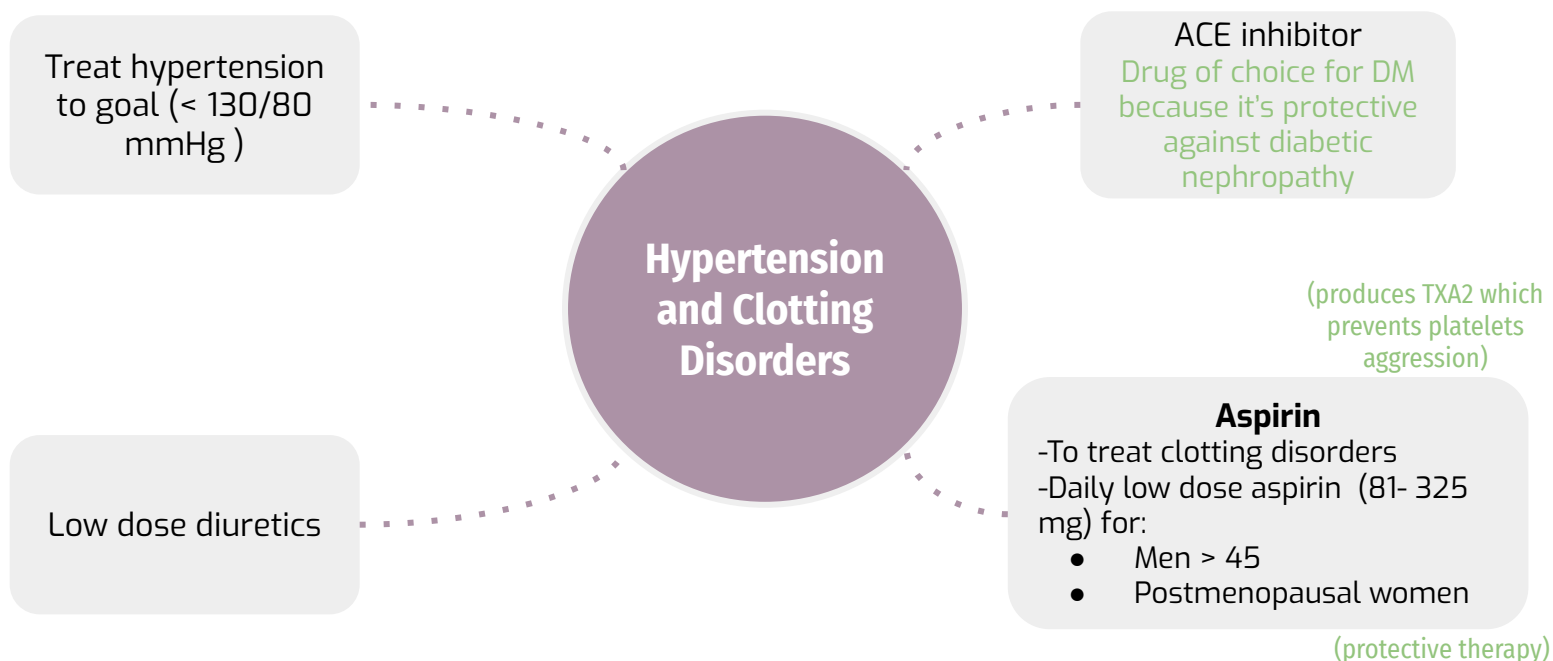 Treat hypertension
to goal (< 130/80
mmHg )
ACE inhibitor
Drug of choice for DM
because it's protective
against diabetic
nephropathy
Hypertension
and Clotting
Disorders
(produces TXA2 which
prevents platelets
aggression)
Low dose diuretics
Aspirin
-To treat clotting disorders
-Daily low dose aspirin (81- 325
mg) for:
● Men > 45
● Postmenopausal women
(protective therapy)